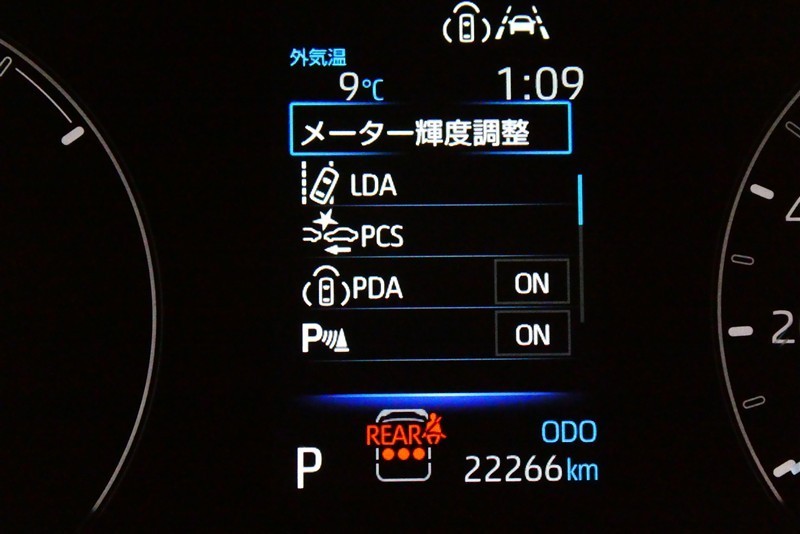 外気温
9℃ 1:09
メーター輝度調整
LDA
PCS
PDA ON
P ON
REAR ODO
P 22266km
2